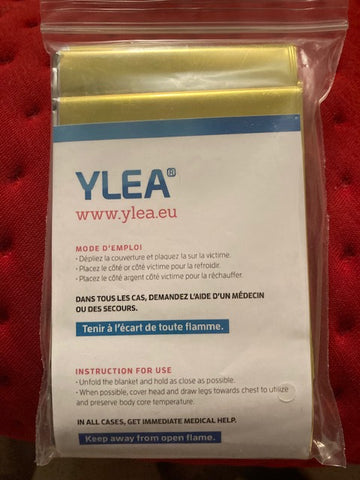 YLEA®
www.ylea.eu
MODE D'EMPLOI
• Dépliez la couverture et plaquez la sur la victime.
• Placez le côté or côté victime pour la refroidir.
• Placez le côté argent côté victime pour la réchauffer.
DANS TOUS LES CAS, DEMANDEZ L'AIDE D'UN MÉDECIN
OU DES SECOURS.
Tenir à l'écart de toute flamme.
INSTRUCTION FOR USE
• Unfold the blanket and hold as close as possible.
• When possible, cover head and draw legs towards chest to utilize
and preserve body core temperature.
IN ALL CASES, GET IMMEDIATE MEDICAL HELP.
Keep away from open flame.